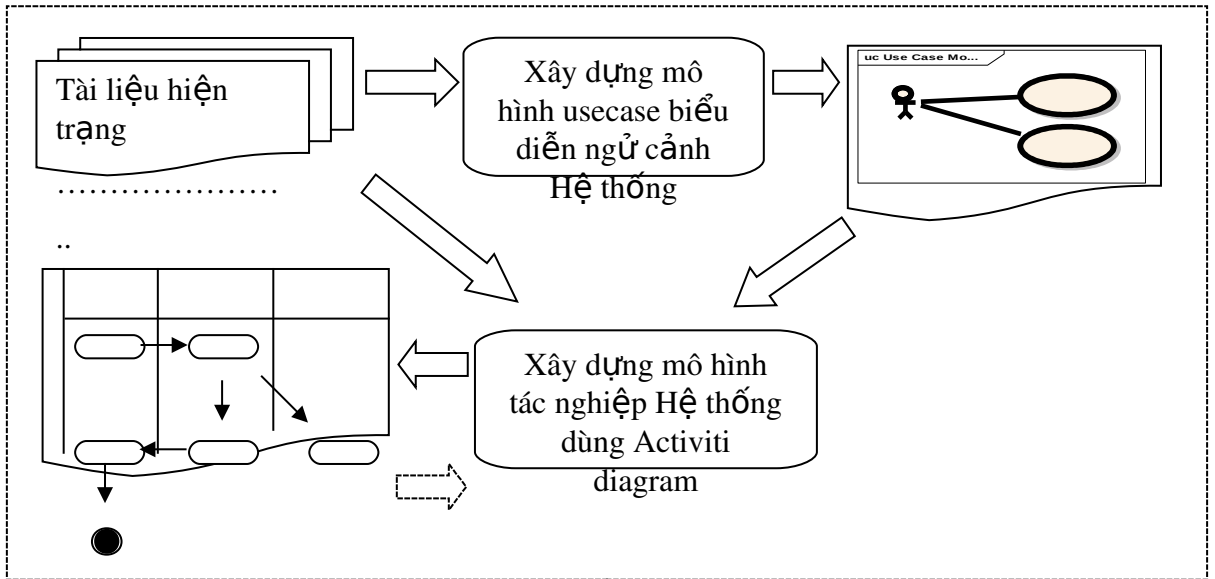 Tài liệu hiện
trạng
…………………
..
Xây dựng mô
hình usecase biểu
diễn ngử cảnh
Hệ thống
uc Use Case Mo...
Xây dựng mô hình
tác nghiệp Hệ thống
dùng Activiti
diagram